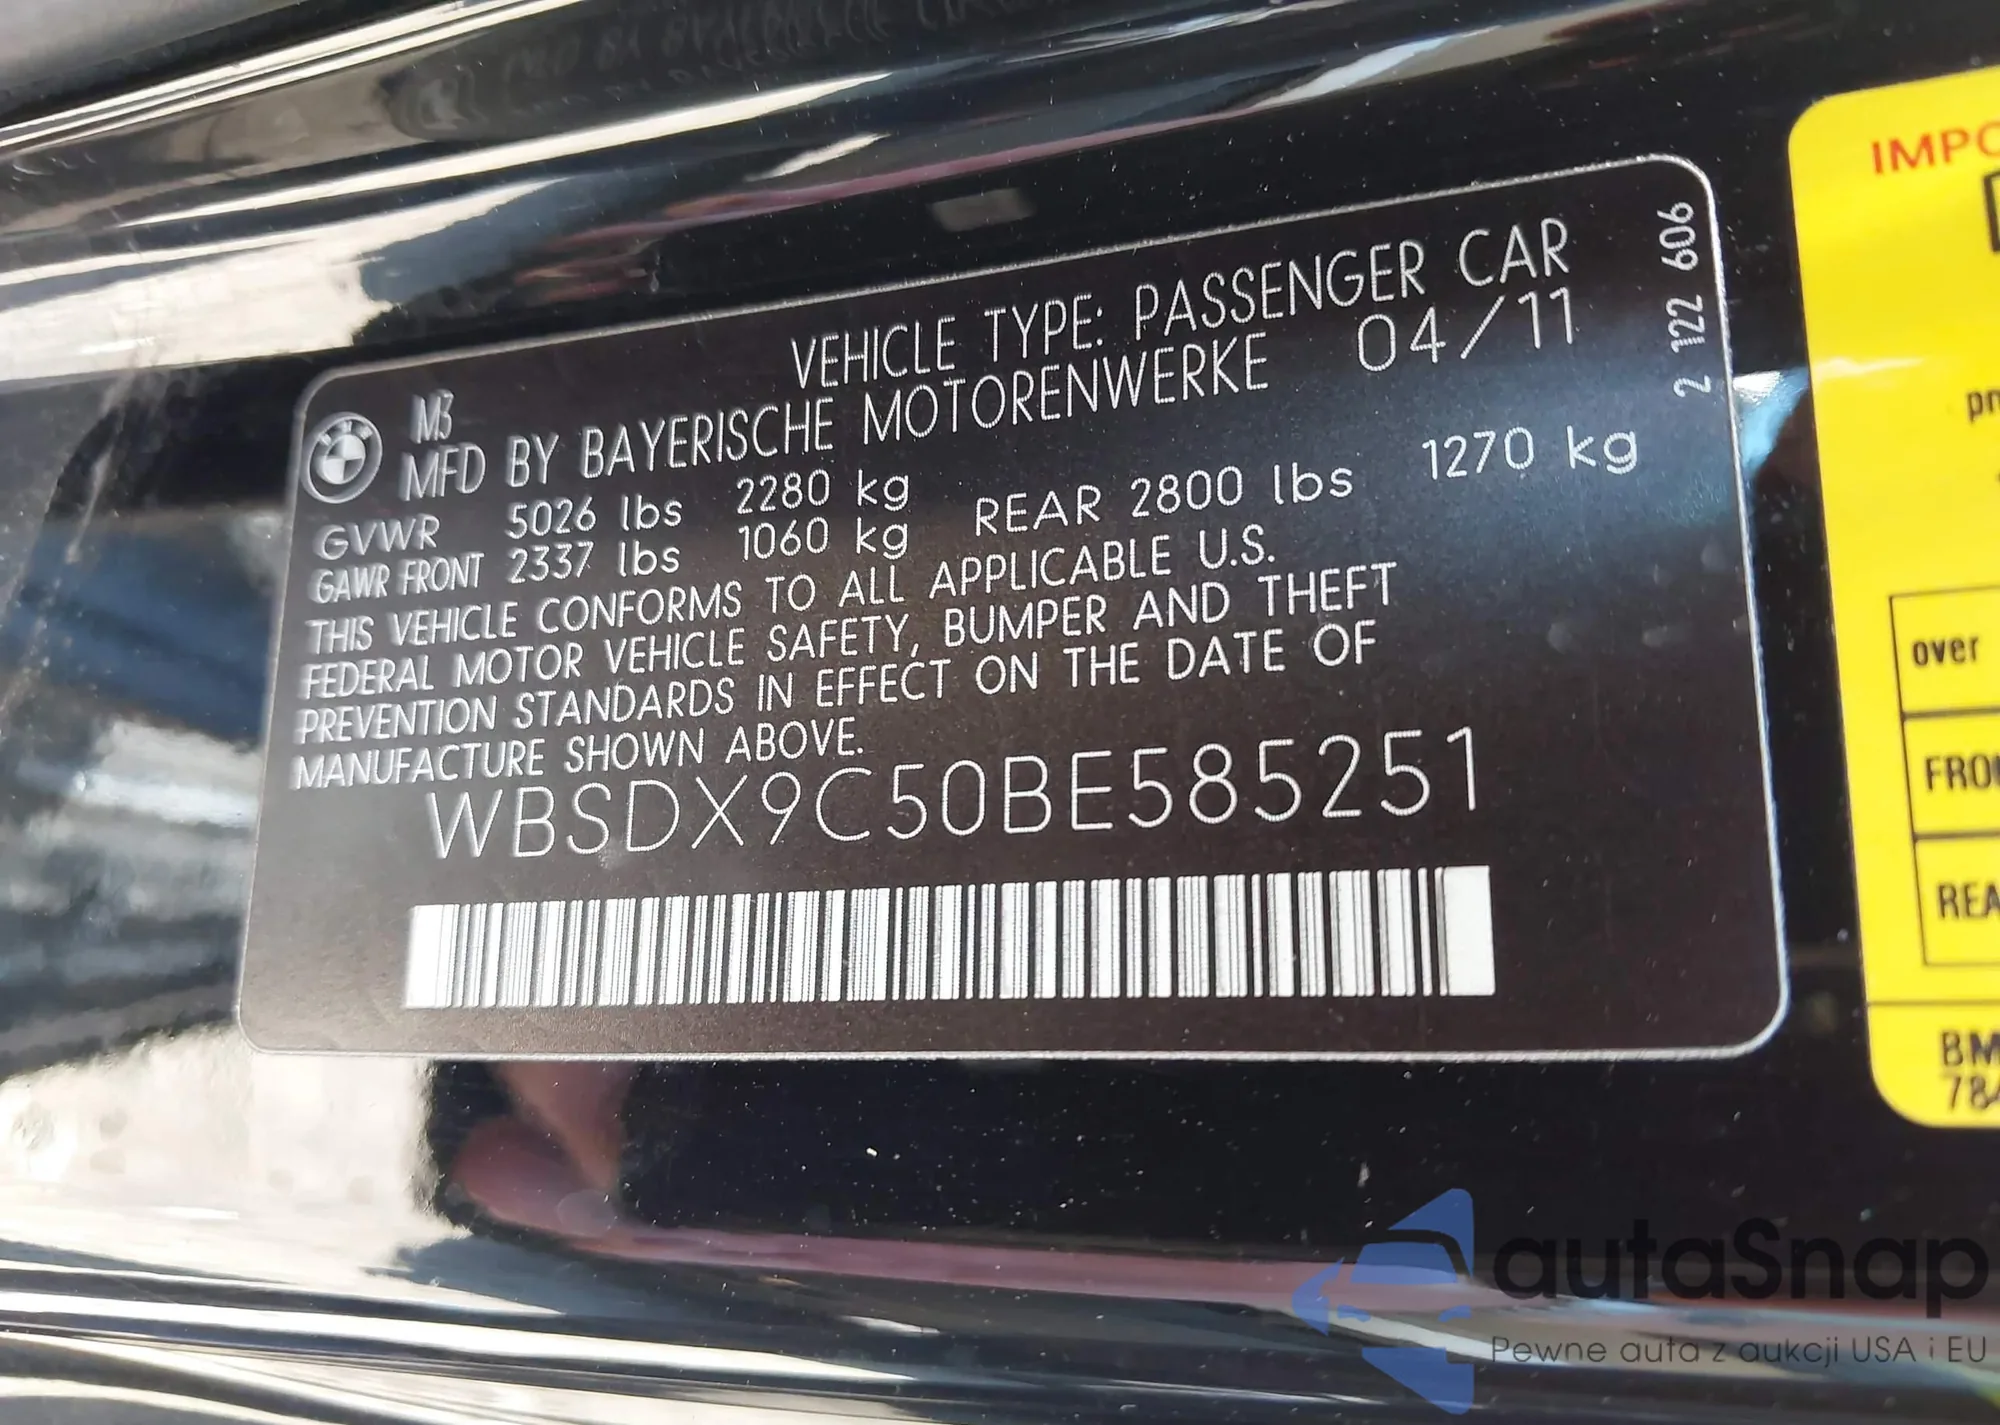 M3
VEHICLE TYPE: PASSENGER CAR
MFD BY BAYERISCHE MOTORENWERKE 04/11
GVWR 5026 lbs 2280 kg
GAWR FRONT 2337 lbs 1060 kg REAR 2800 lbs 1270 kg
THIS VEHICLE CONFORMS TO ALL APPLICABLE U.S.
FEDERAL MOTOR VEHICLE SAFETY, BUMPER AND THEFT
PREVENTION STANDARDS IN EFFECT ON THE DATE OF
MANUFACTURE SHOWN ABOVE.
WBSDX9C50BE585251
2 122 606
over
autaSnap
Pewne auta z aukcji USA i EU